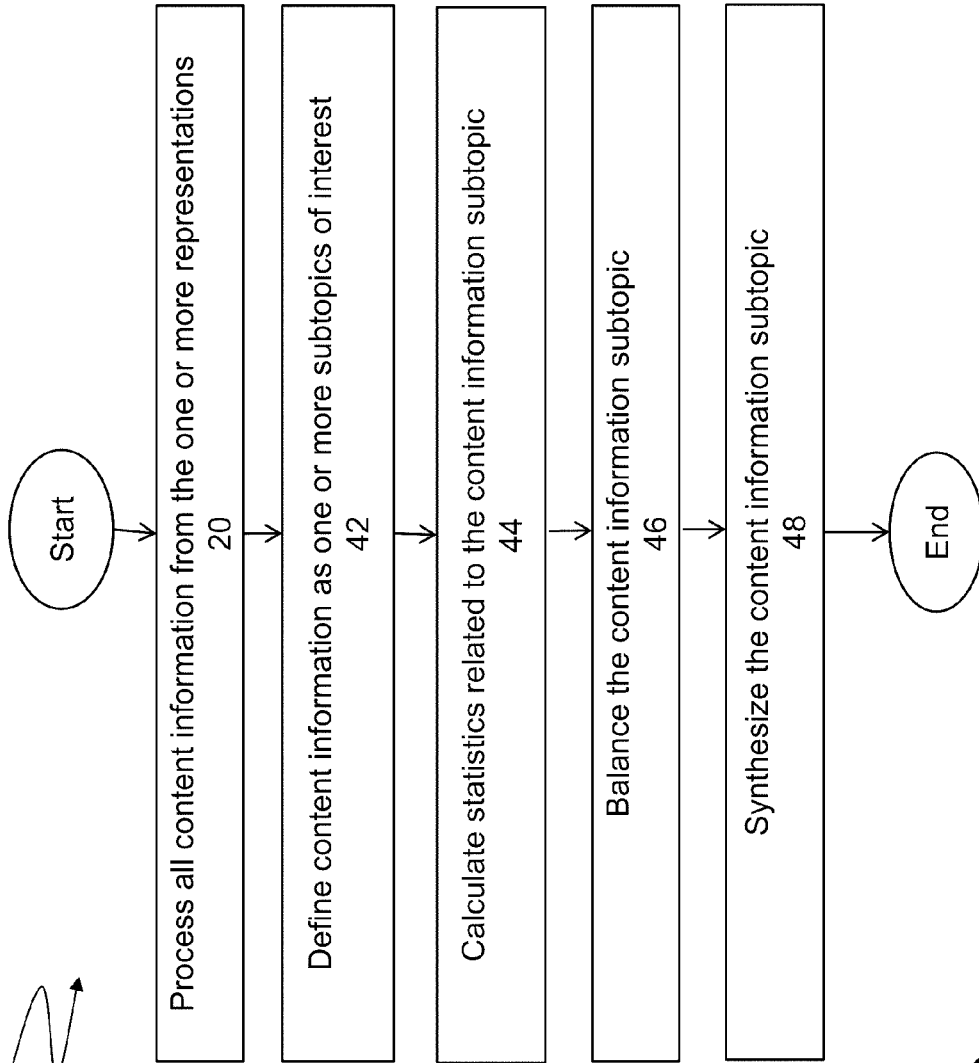 Start
Process all content information from the one or more representations
20
Define content information as one or more subtopics of interest
42
Calculate statistics related to the content information subtopic
44
Balance the content information subtopic
46
Synthesize the content information subtopic
48
End